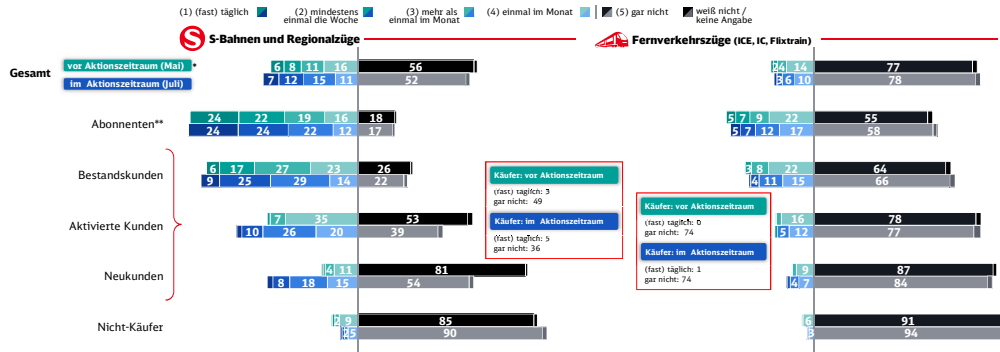 (1) (fast) täglich (2) mindestens einmal die Woche (3) mehr als einmal im Monat (4) einmal im Monat (5) gar nicht weiß nicht / keine Angabe
S S-Bahnen und Regionalzüge
Fernverkehrszüge (ICE, IC, Flixtrain)
Gesamt
vor Aktionszeitraum (Mai) *
6 8 11 16 56
2 4 14 77
im Aktionszeitraum (Juli)
7 12 15 11 52
3 6 10 78
Abonnenten**
24 22 19 16 18
5 7 9 22 55
24 24 22 12 17
5 7 12 17 58
Bestandskunden
6 17 27 23 26
3 8 22 64
9 25 29 14 22
4 11 15 66
Aktivierte Kunden
7 35 53
16 78
10 26 20 39
5 12 77
Neukunden
4 11 81
9 87
8 18 15 54
4 7 84
Nicht-Käufer
2 9 85
6 91
2 5 90
3 94
Käufer: vor Aktionszeitraum
(fast) täglich: 3
gar nicht: 49
Käufer: im Aktionszeitraum
(fast) täglich: 5
gar nicht: 36
Käufer: vor Aktionszeitraum
(fast) täglich: 0
gar nicht: 74
Käufer: im Aktionszeitraum
(fast) täglich: 1
gar nicht: 74